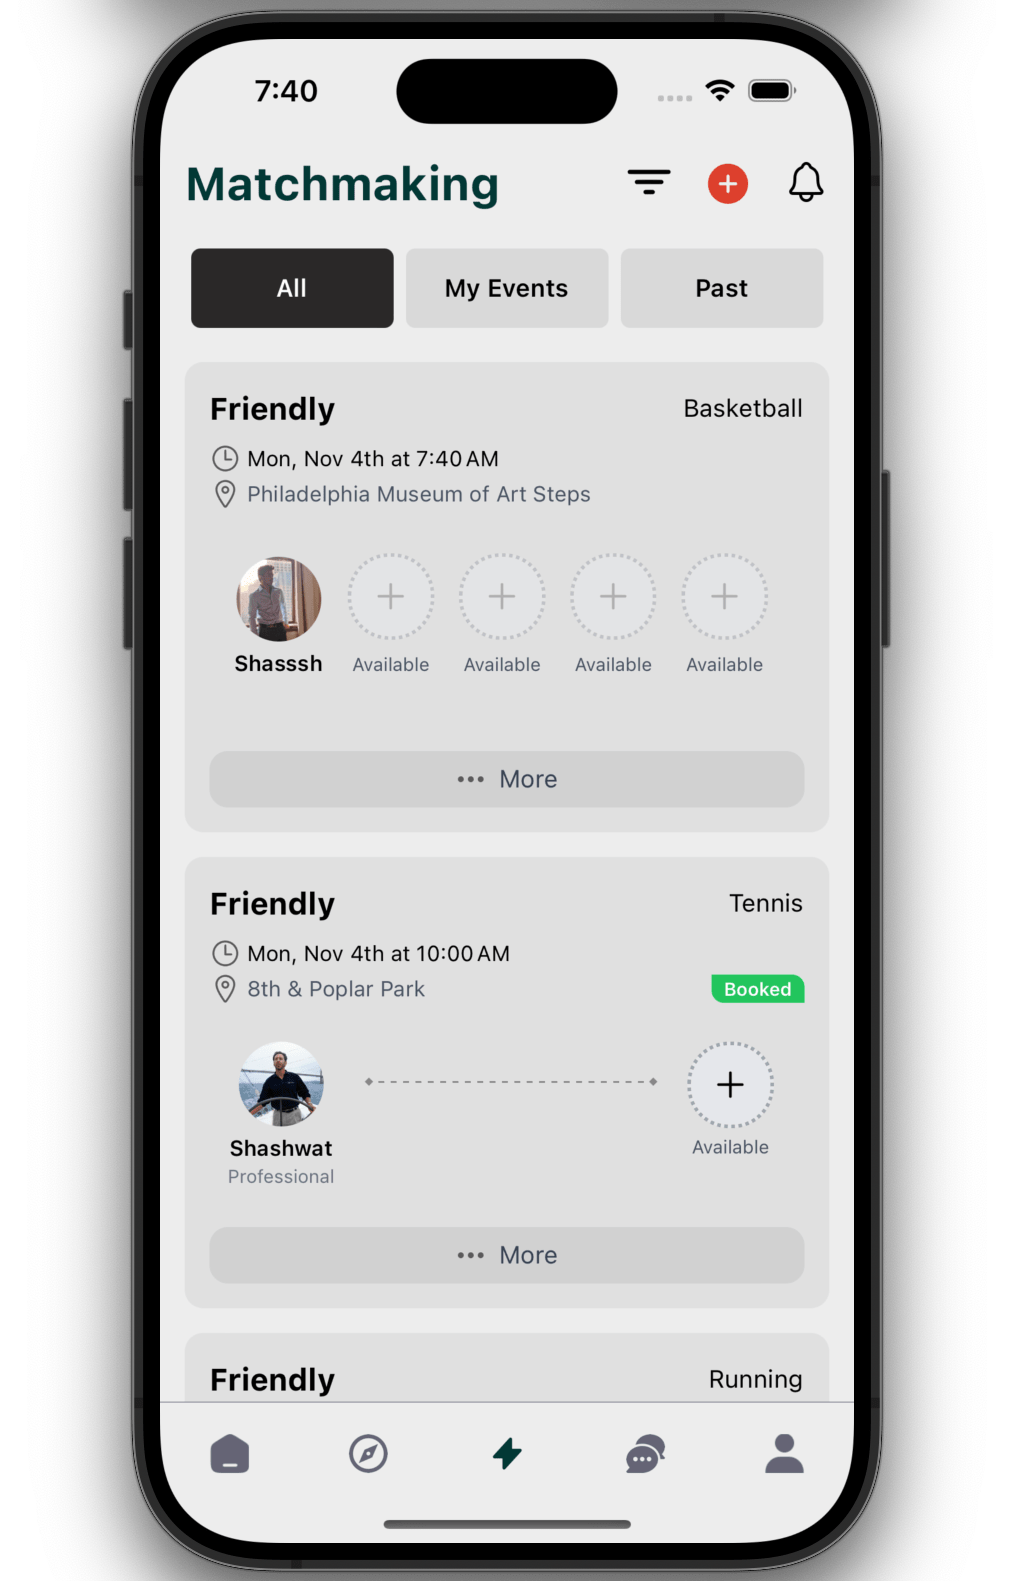 7:40
Matchmaking
All My Events Past
Friendly Basketball
Mon, Nov 4th at 7:40 AM
Philadelphia Museum of Art Steps
Shasssh Available Available Available Available
More
Friendly Tennis
Mon, Nov 4th at 10:00 AM
8th & Poplar Park Booked
Shashwat Available
Professional
More
Friendly Running